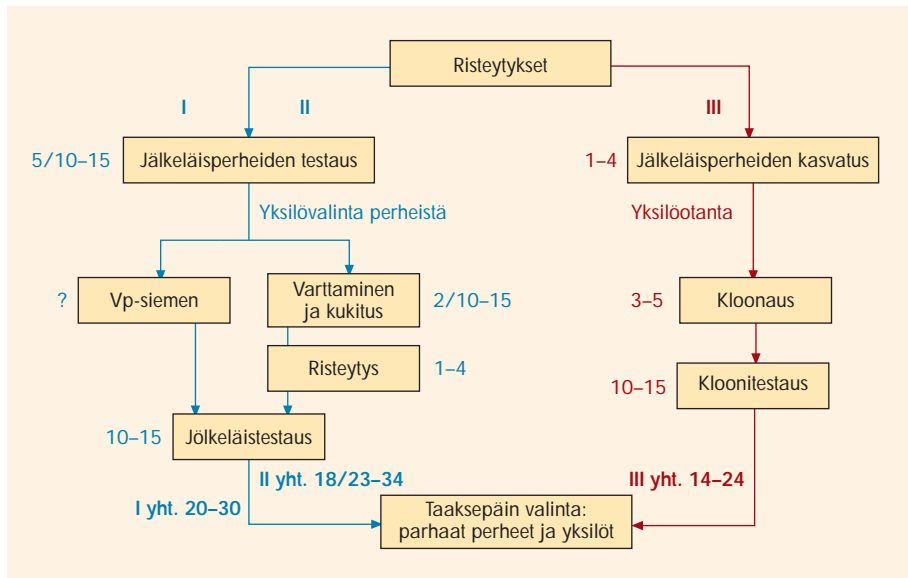 Risteytykset
I
II
III
5/10–15
Jälkeläisperheiden testaus
1–4
Jälkeläisperheiden kasvatus
Yksilövalinta perheistä
Yksilöotanta
?
Vp-siemen
Varttaminen
ja kukitus
2/10–15
3–5
Kloonaus
Risteytys
1–4
10–15
Kloonitestaus
10–15
Jölkeläistestaus
II yht. 18/23–34
III yht. 14–24
I yht. 20–30
Taaksepäin valinta:
parhaat perheet ja yksilöt